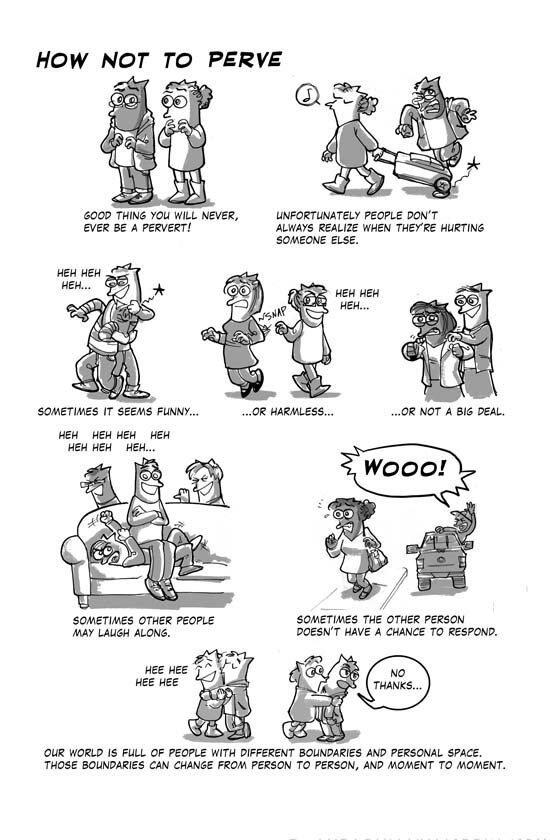 HOW NOT TO PERVE
GOOD THING YOU WILL NEVER,
EVER BE A PERVERT!
UNFORTUNATELY PEOPLE DON'T
ALWAYS REALIZE WHEN THEY'RE HURTING
SOMEONE ELSE.
HEH HEH
HEH...
SOMETIMES IT SEEMS FUNNY...
SNAP
HEH HEH
HEH...
...OR HARMLESS...
...OR NOT A BIG DEAL.
HEH HEH HEH HEH
HEH HEH HEH...
SOMETIMES OTHER PEOPLE
MAY LAUGH ALONG.
WOOO!
SOMETIMES THE OTHER PERSON
DOESN'T HAVE A CHANCE TO RESPOND.
HEE HEE
HEE HEE
NO
THANKS...
OUR WORLD IS FULL OF PEOPLE WITH DIFFERENT BOUNDARIES AND PERSONAL SPACE.
THOSE BOUNDARIES CAN CHANGE FROM PERSON TO PERSON, AND MOMENT TO MOMENT.